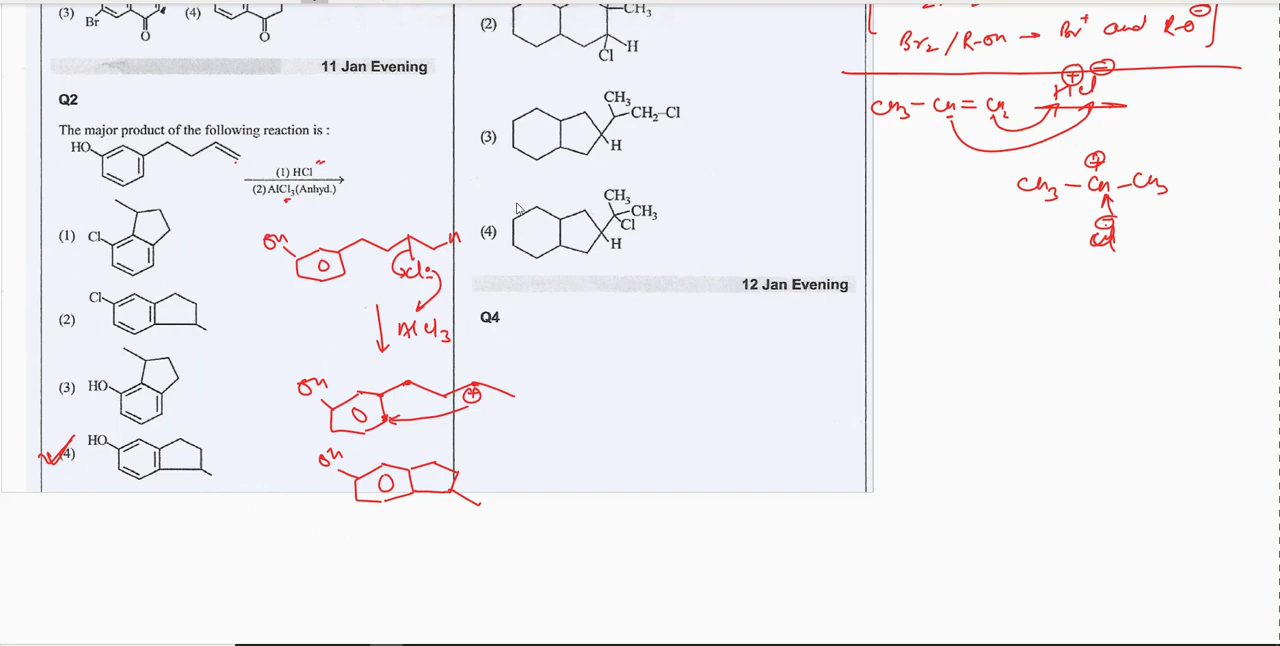 (3) Br O (4) O
11 Jan Evening
Q2
The major product of the following reaction is :
HO
(1) HCl
(2) AlCl₃(Anhyd.)
(1) Cl
(2) Cl
(3) HO
(4) HO
(2) CH₃
H
Cl
(3) CH₃
CH₂–Cl
H
(4) CH₃
CH₃
Cl
H
12 Jan Evening
Q4
Br₂/R-OH → Br⁺ and R-O⊖]
⊕ ⊖
HCl
CH₃ – CH = CH₂ →
⊕
CH₃ – CH – CH₃
⊖
Cl
OH H
Cl:
AlCl₃
OH
⊕
OH